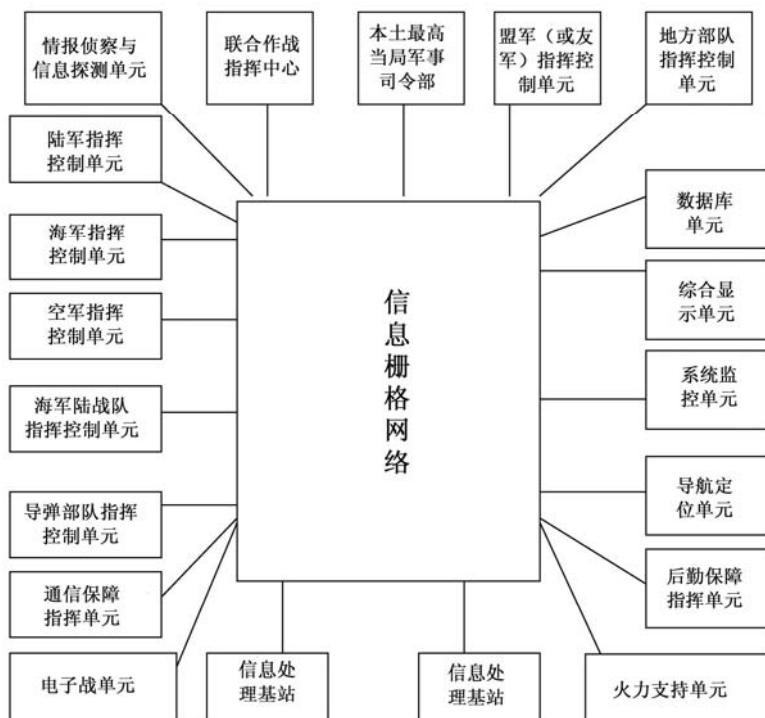 情报侦察与
信息探测单元
联合作战
指挥中心
本土最高
当局军事
司令部
盟军（或友
军）指挥控
制单元
地方部队
指挥控制
单元
陆军指挥
控制单元
海军指挥
控制单元
空军指挥
控制单元
海军陆战队
指挥控制单元
导弹部队指挥
控制单元
通信保障
指挥单元
电子战单元
信息栅格网络
数据库
单元
综合显
示单元
系统监
控单元
导航定
位单元
后勤保障
指挥单元
信息处
理基站
信息处
理基站
火力支持单元